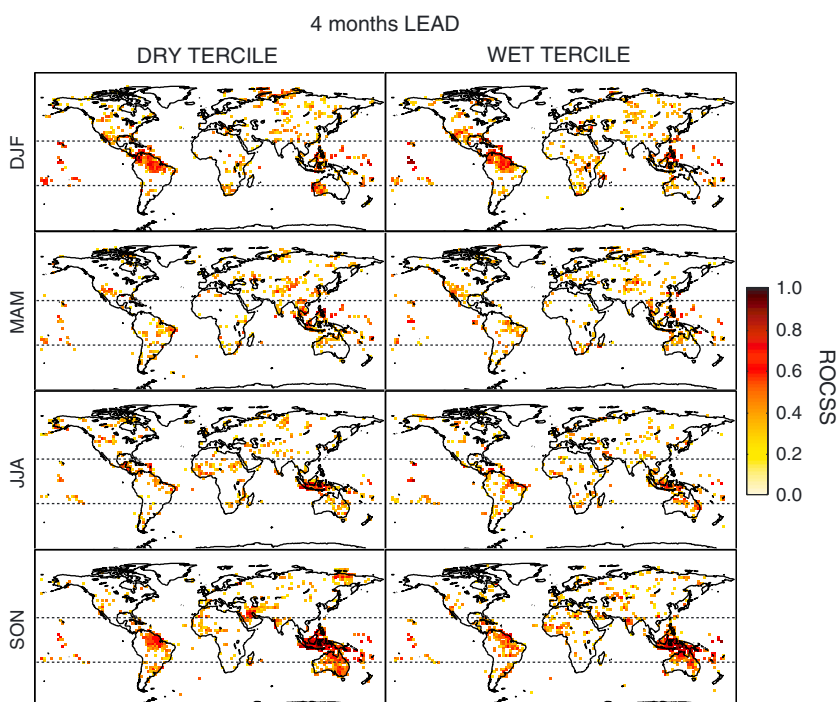 4 months LEAD
DRY TERCILE
WET TERCILE
DJF
MAM
JJA
SON
1.0
0.8
0.6
0.4
0.2
0.0
ROCSS